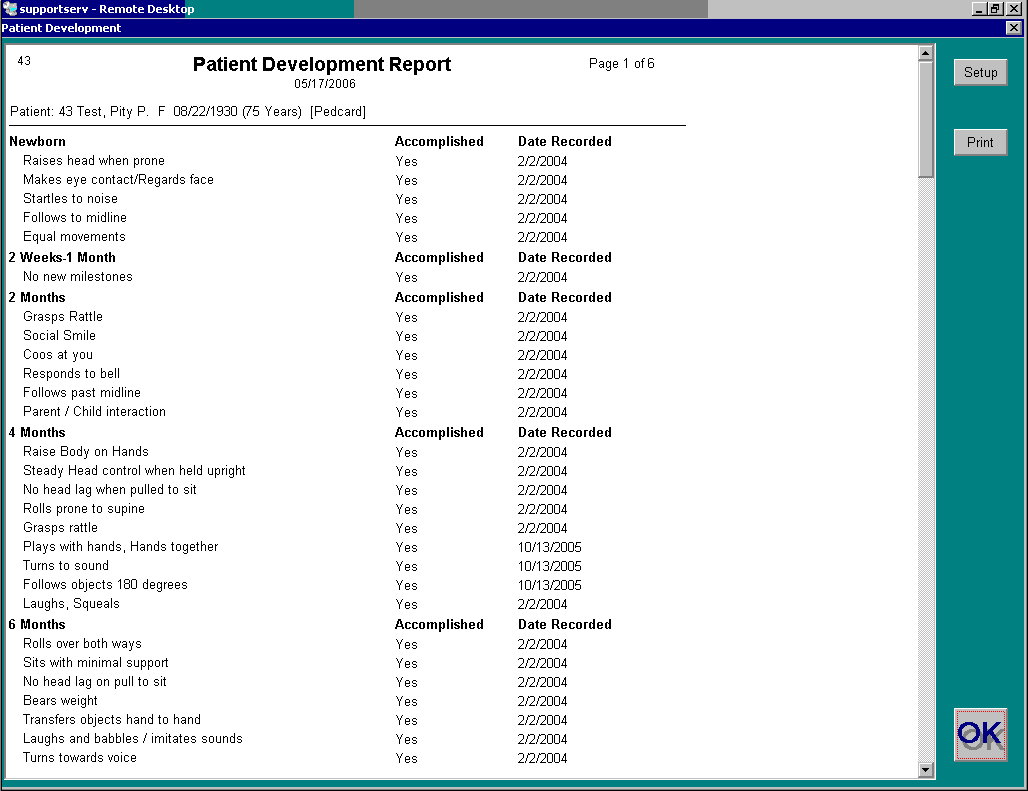 supportserv - Remote Desktop
Patient Development
43
Patient Development Report
Page 1 of 6
05/17/2006
Patient: 43 Test, Pity P. F 08/22/1930 (75 Years) [Pedcard]
Newborn Accomplished Date Recorded
Raises head when prone Yes 2/2/2004
Makes eye contact/Regards face Yes 2/2/2004
Startles to noise Yes 2/2/2004
Follows to midline Yes 2/2/2004
Equal movements Yes 2/2/2004
2 Weeks-1 Month Accomplished Date Recorded
No new milestones Yes 2/2/2004
2 Months Accomplished Date Recorded
Grasps Rattle Yes 2/2/2004
Social Smile Yes 2/2/2004
Coos at you Yes 2/2/2004
Responds to bell Yes 2/2/2004
Follows past midline Yes 2/2/2004
Parent / Child interaction Yes 2/2/2004
4 Months Accomplished Date Recorded
Raise Body on Hands Yes 2/2/2004
Steady Head control when held upright Yes 2/2/2004
No head lag when pulled to sit Yes 2/2/2004
Rolls prone to supine Yes 2/2/2004
Grasps rattle Yes 2/2/2004
Plays with hands, Hands together Yes 10/13/2005
Turns to sound Yes 10/13/2005
Follows objects 180 degrees Yes 10/13/2005
Laughs, Squeals Yes 2/2/2004
6 Months Accomplished Date Recorded
Rolls over both ways Yes 2/2/2004
Sits with minimal support Yes 2/2/2004
No head lag on pull to sit Yes 2/2/2004
Bears weight Yes 2/2/2004
Transfers objects hand to hand Yes 2/2/2004
Laughs and babbles / imitates sounds Yes 2/2/2004
Turns towards voice Yes 2/2/2004
Setup
Print
OK